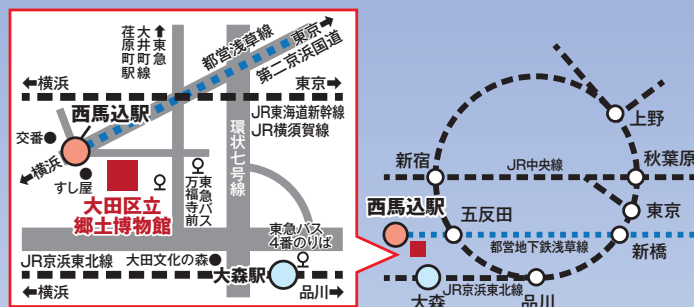 ↑東急
大井町線
荏原町駅
都営浅草線
東京→
第二京浜国道
←横浜
東京→
西馬込駅
JR東海道新幹線
JR横須賀線
交番
←横浜
環状七号線
すし屋
東急バス
万福寺前
大田区立
郷土博物館
東急バス
4番のりば
JR京浜東北線
大田文化の森
大森駅
←横浜
品川→
上野
新宿
JR中央線
秋葉原
西馬込駅
五反田
東京
都営地下鉄浅草線
新橋
JR京浜東北線
大森
品川